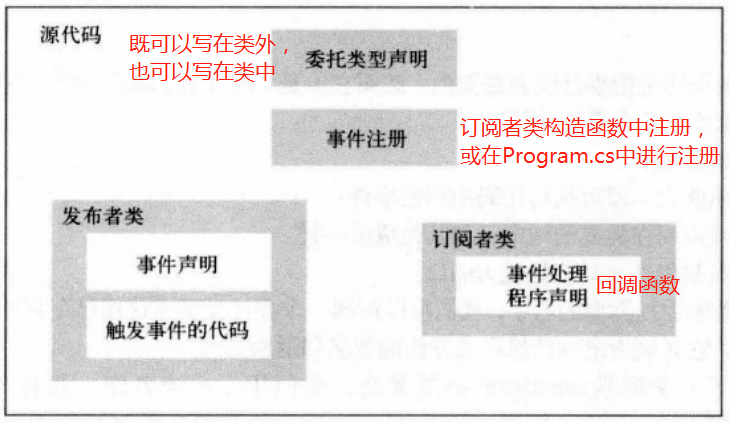 源代码
既可以写在类外，
也可以写在类中
委托类型声明
事件注册
订阅者类构造函数中注册，
或在Program.cs中进行注册
发布者类
事件声明
触发事件的代码
订阅者类
事件处理
程序声明
回调函数